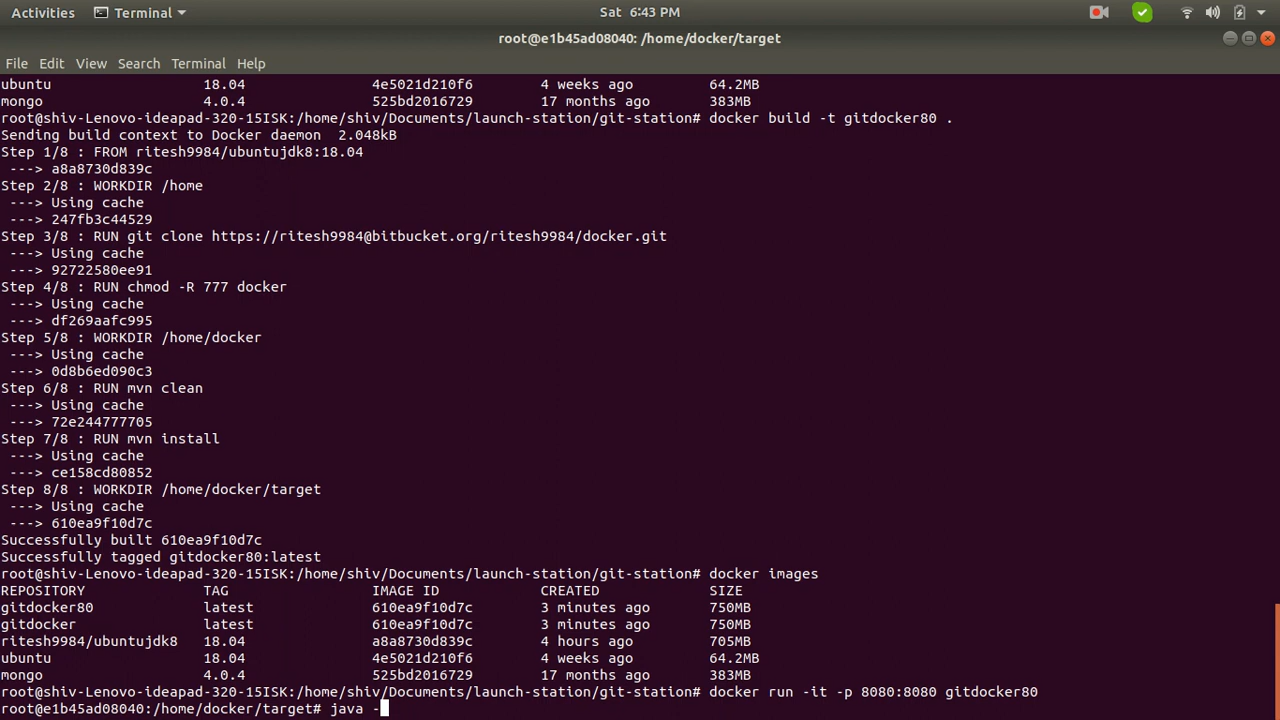 Activities Terminal Sat 6:43 PM
root@e1b45ad08040: /home/docker/target
File Edit View Search Terminal Help
ubuntu 18.04 4e5021d210f6 4 weeks ago 64.2MB
mongo 4.0.4 525bd2016729 17 months ago 383MB
root@shiv-Lenovo-ideapad-320-15ISK:/home/shiv/Documents/launch-station/git-station# docker build -t gitdocker80 .
Sending build context to Docker daemon 2.048kB
Step 1/8 : FROM ritesh9984/ubuntujdk8:18.04
---> a8a8730d839c
Step 2/8 : WORKDIR /home
---> Using cache
---> 247fb3c44529
Step 3/8 : RUN git clone https://ritesh9984@bitbucket.org/ritesh9984/docker.git
---> Using cache
---> 92722580ee91
Step 4/8 : RUN chmod -R 777 docker
---> Using cache
---> df269aafc995
Step 5/8 : WORKDIR /home/docker
---> Using cache
---> 0d8b6ed090c3
Step 6/8 : RUN mvn clean
---> Using cache
---> 72e244777705
Step 7/8 : RUN mvn install
---> Using cache
---> ce158cd80852
Step 8/8 : WORKDIR /home/docker/target
---> Using cache
---> 610ea9f10d7c
Successfully built 610ea9f10d7c
Successfully tagged gitdocker80:latest
root@shiv-Lenovo-ideapad-320-15ISK:/home/shiv/Documents/launch-station/git-station# docker images
REPOSITORY TAG IMAGE ID CREATED SIZE
gitdocker80 latest 610ea9f10d7c 3 minutes ago 750MB
gitdocker latest 610ea9f10d7c 3 minutes ago 750MB
ritesh9984/ubuntujdk8 18.04 a8a8730d839c 4 hours ago 705MB
ubuntu 18.04 4e5021d210f6 4 weeks ago 64.2MB
mongo 4.0.4 525bd2016729 17 months ago 383MB
root@shiv-Lenovo-ideapad-320-15ISK:/home/shiv/Documents/launch-station/git-station# docker run -it -p 8080:8080 gitdocker80
root@e1b45ad08040:/home/docker/target# java -